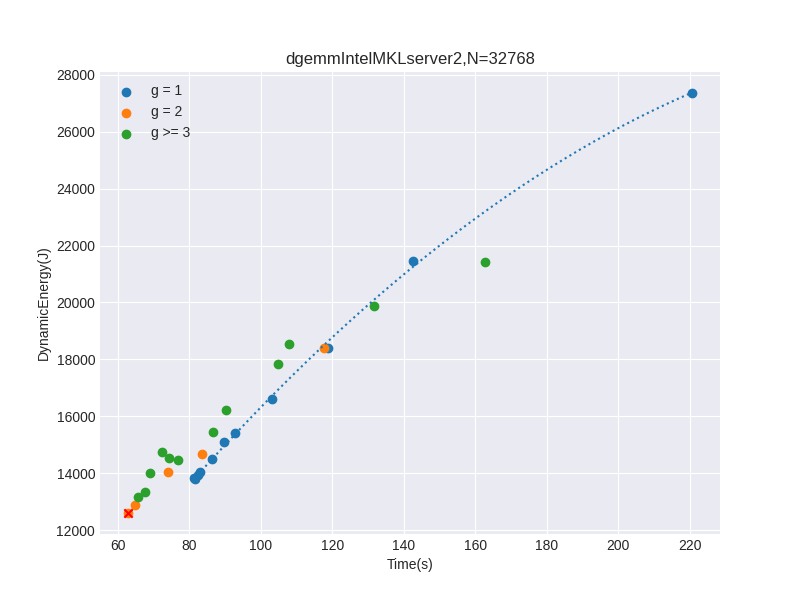 dgemmIntelMKLserver2,N=32768
g = 1
g = 2
g >= 3
28000
26000
24000
22000
20000
18000
16000
14000
12000
DynamicEnergy(J)
60 80 100 120 140 160 180 200 220
Time(s)